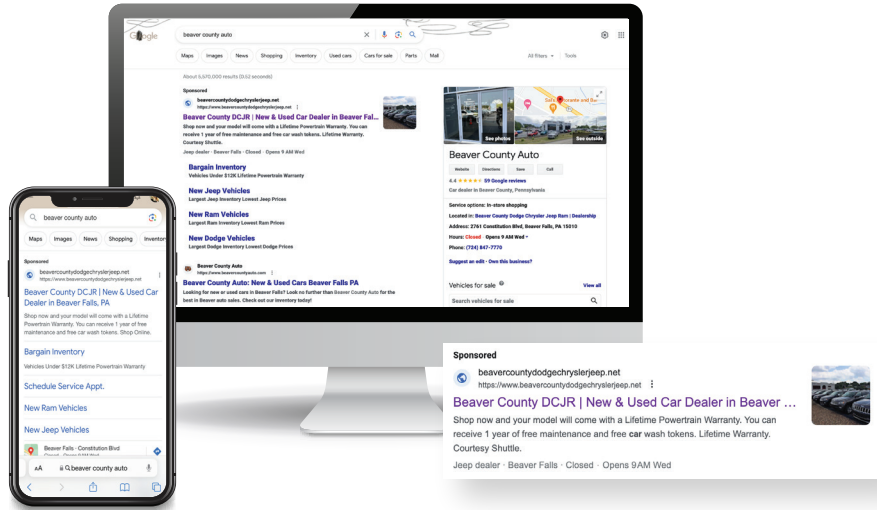 Google
beaver county auto
Maps Images News Shopping Inventory Used cars Cars for sale Parts Mall
All filters Tools
About 5,570,000 results (0.52 seconds)
Sponsored
beavercountydodgechryslerjeep.net
https://www.beavercountydodgechryslerjeep.net
Beaver County DCJR | New & Used Car Dealer in Beaver Fal...
Shop now and your model will come with a Lifetime Powertrain Warranty. You can
receive 1 year of free maintenance and free car wash tokens. Lifetime Warranty.
Courtesy Shuttle.
Jeep dealer · Beaver Falls · Closed · Opens 9 AM Wed
Bargain Inventory
Vehicles Under $12K Lifetime Powertrain Warranty
New Jeep Vehicles
Largest Jeep Inventory Lowest Jeep Prices
New Ram Vehicles
Largest Ram Inventory Lowest Ram Prices
New Dodge Vehicles
Largest Dodge Inventory Lowest Dodge Prices
Beaver County Auto
https://www.beavercountyauto.com
Beaver County Auto: New & Used Cars Beaver Falls PA
Looking for new or used cars in Beaver Falls? Look no further than Beaver County Auto for the
best in Beaver auto sales. Check out our inventory today!
See photos
See outside
Beaver County Auto
Website Directions Save Call
4.4 ★★★★★ 59 Google reviews
Car dealer in Beaver County, Pennsylvania
Service options: In-store shopping
Located in: Beaver County Dodge Chrysler Jeep Ram | Dealership
Address: 2761 Constitution Blvd, Beaver Falls, PA 15010
Hours: Closed · Opens 9 AM Wed
Phone: (724) 847-7770
Suggest an edit · Own this business?
Vehicles for sale
View all
Search vehicles for sale
beaver county auto
Maps Images News Shopping Inventor
Sponsored
beavercountydodgechryslerjeep.net
https://www.beavercountydodgechryslerjeep.net
Beaver County DCJR | New & Used Car
Dealer in Beaver Falls, PA
Shop now and your model will come with a Lifetime
Powertrain Warranty. You can receive 1 year of free
maintenance and free car wash tokens. Shop Online.
Bargain Inventory
Vehicles Under $12K Lifetime Powertrain Warranty
Schedule Service Appt.
New Ram Vehicles
New Jeep Vehicles
Beaver Falls · Constitution Blvd
Closed · Opens 9 AM Wed
AA beaver county auto
Sponsored
beavercountydodgechryslerjeep.net
https://www.beavercountydodgechryslerjeep.net
Beaver County DCJR | New & Used Car Dealer in Beaver ...
Shop now and your model will come with a Lifetime Powertrain Warranty. You can
receive 1 year of free maintenance and free car wash tokens. Lifetime Warranty.
Courtesy Shuttle.
Jeep dealer · Beaver Falls · Closed · Opens 9AM Wed